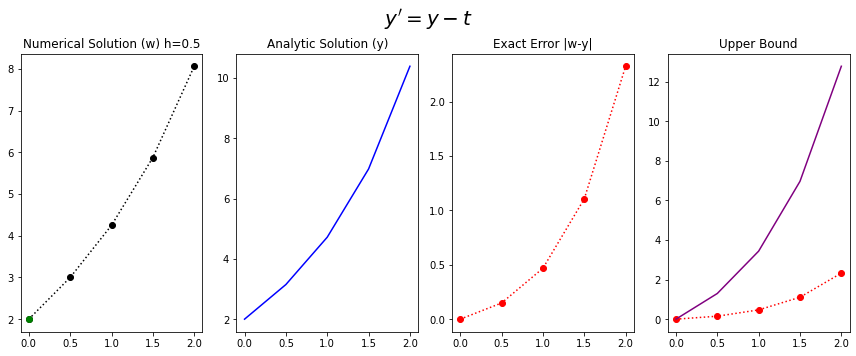 y′ = y − t
Numerical Solution (w) h=0.5
8
7
6
5
4
3
2
0.0 0.5 1.0 1.5 2.0
Analytic Solution (y)
10
8
6
4
2
0.0 0.5 1.0 1.5 2.0
Exact Error |w-y|
2.0
1.5
1.0
0.5
0.0
0.0 0.5 1.0 1.5 2.0
Upper Bound
12
10
8
6
4
2
0
0.0 0.5 1.0 1.5 2.0